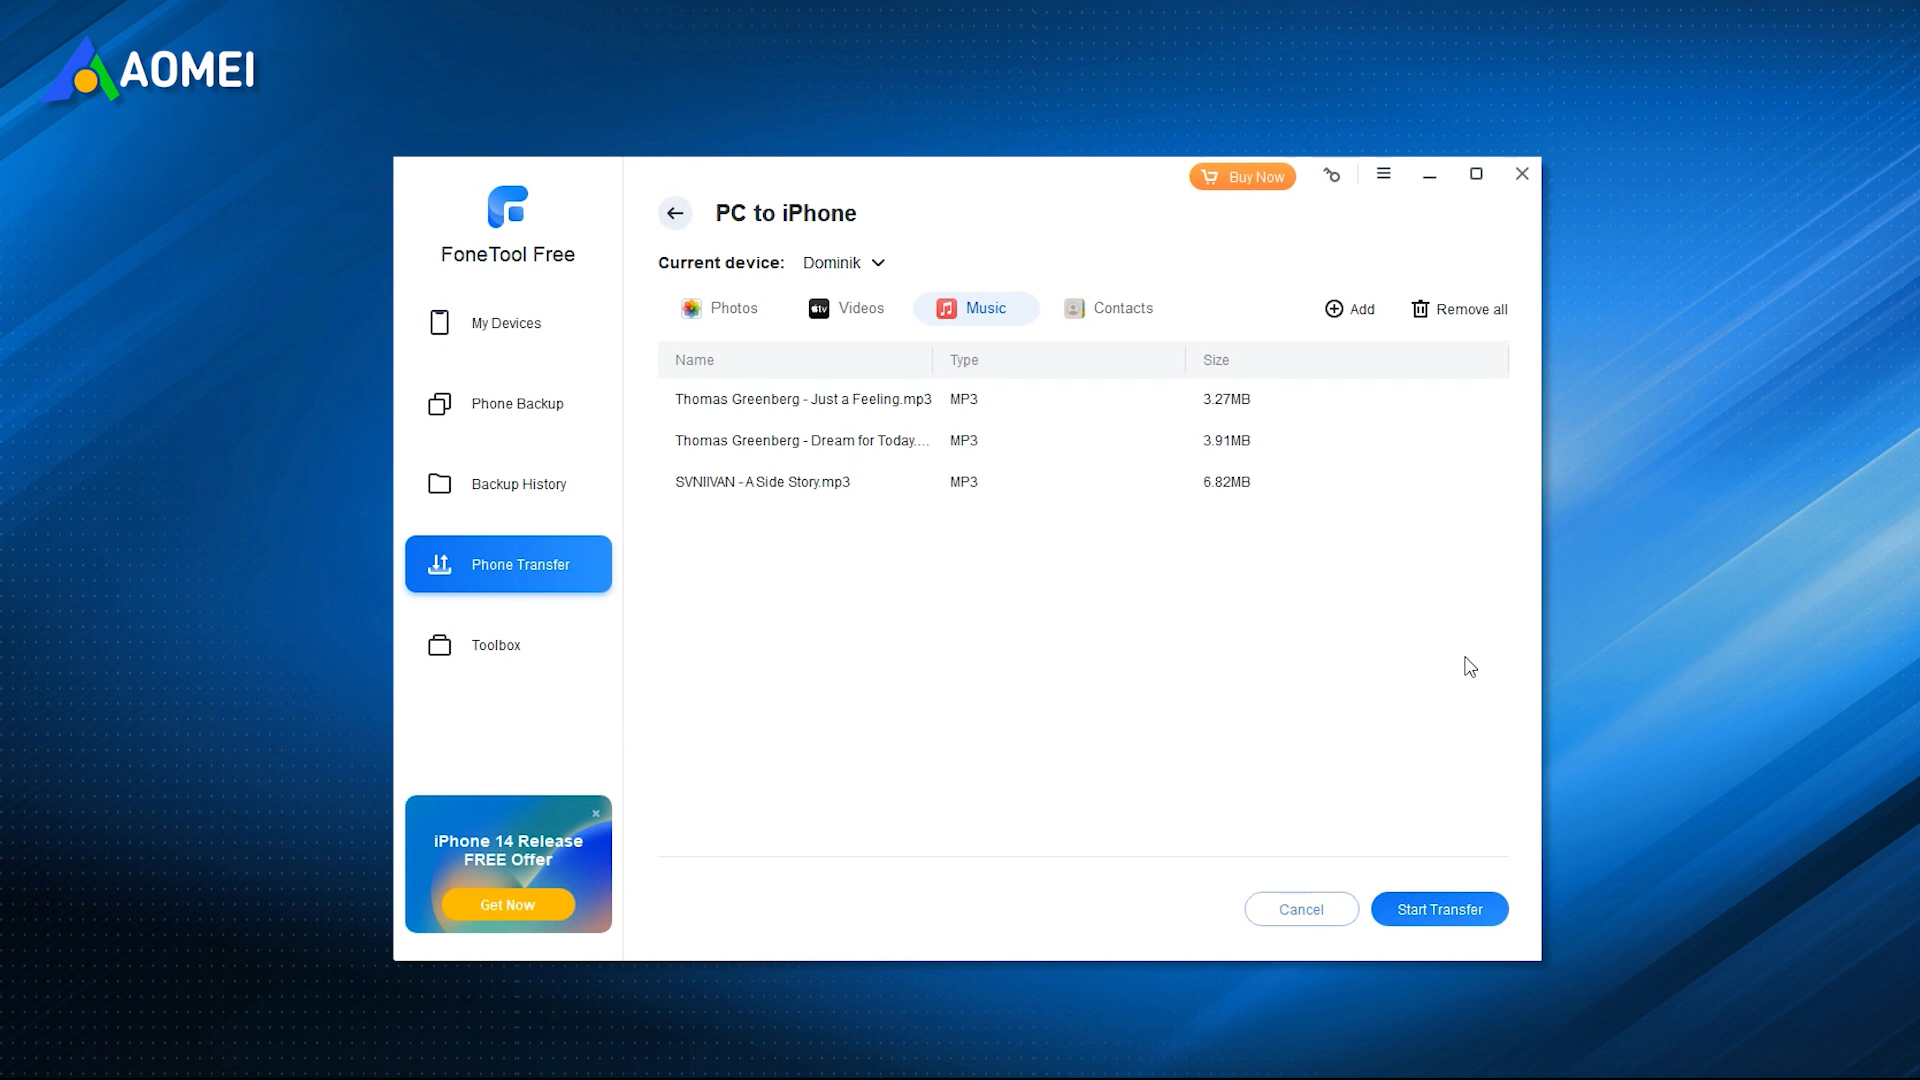 AOMEI
Buy Now
FoneTool Free
PC to iPhone
Current device: Dominik
My Devices
Phone Backup
Backup History
Phone Transfer
Toolbox
Photos tv Videos Music Contacts Add Remove all
Name Type Size
Thomas Greenberg - Just a Feeling.mp3 MP3 3.27MB
Thomas Greenberg - Dream for Today.... MP3 3.91MB
SVNIIVAN - A Side Story.mp3 MP3 6.82MB
iPhone 14 Release
FREE Offer
Get Now
Cancel Start Transfer